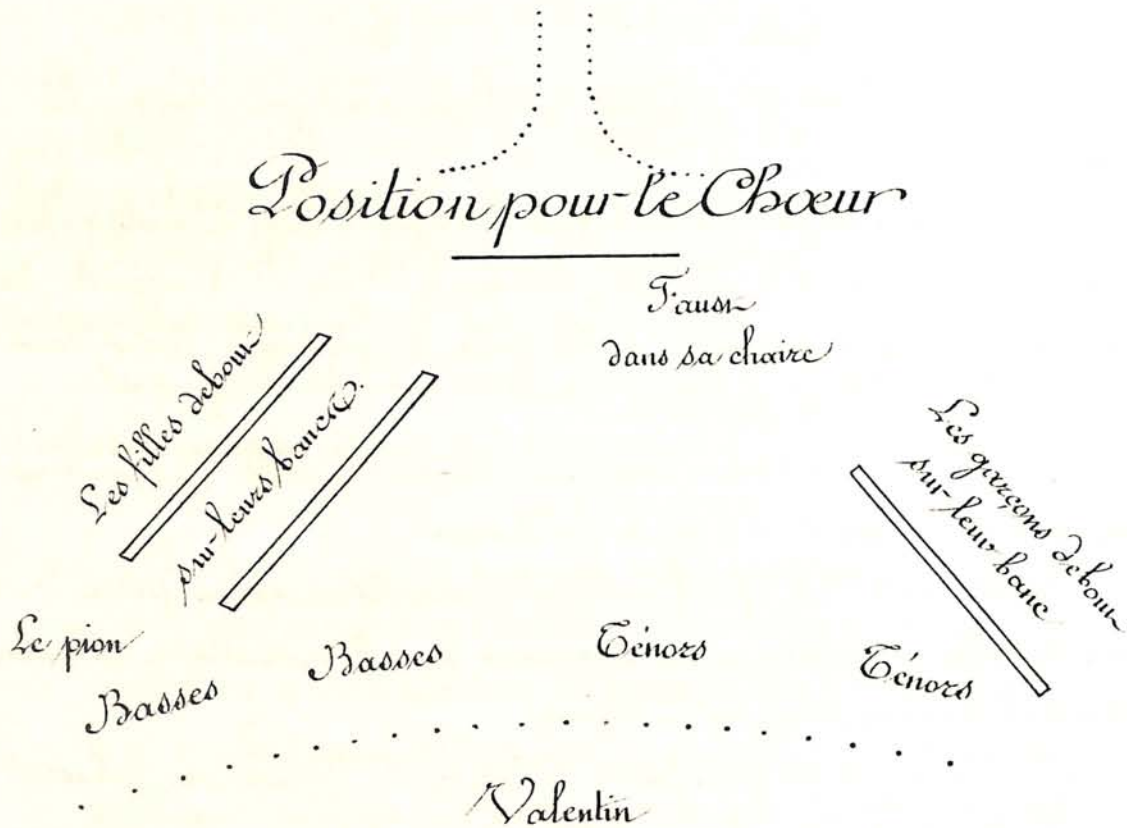 Position pour le Chœur
Faust
dans sa chaire
Les filles debout
sur leurs bancs.
Les garçons debout
sur leur banc
Le pion
Basses
Basses
Ténors
Ténors
Valentin